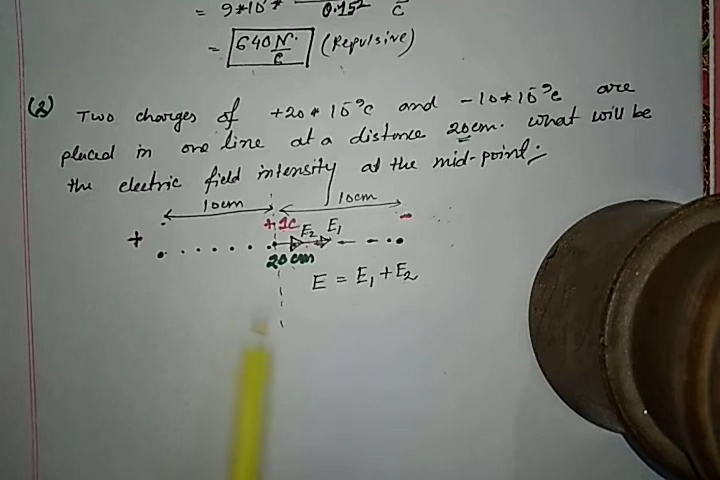 = 9*10⁹ * 0.15² C
= 640 N/C (Repulsive)
(2) Two charges of +20 * 10⁻⁹c and -10*10⁻⁹c are
placed in one line at a distance 20cm. what will be
the electric field intensity at the mid-point:-
10cm 10cm
+ +1C E₂ E₁ -
20cm
E = E₁ + E₂